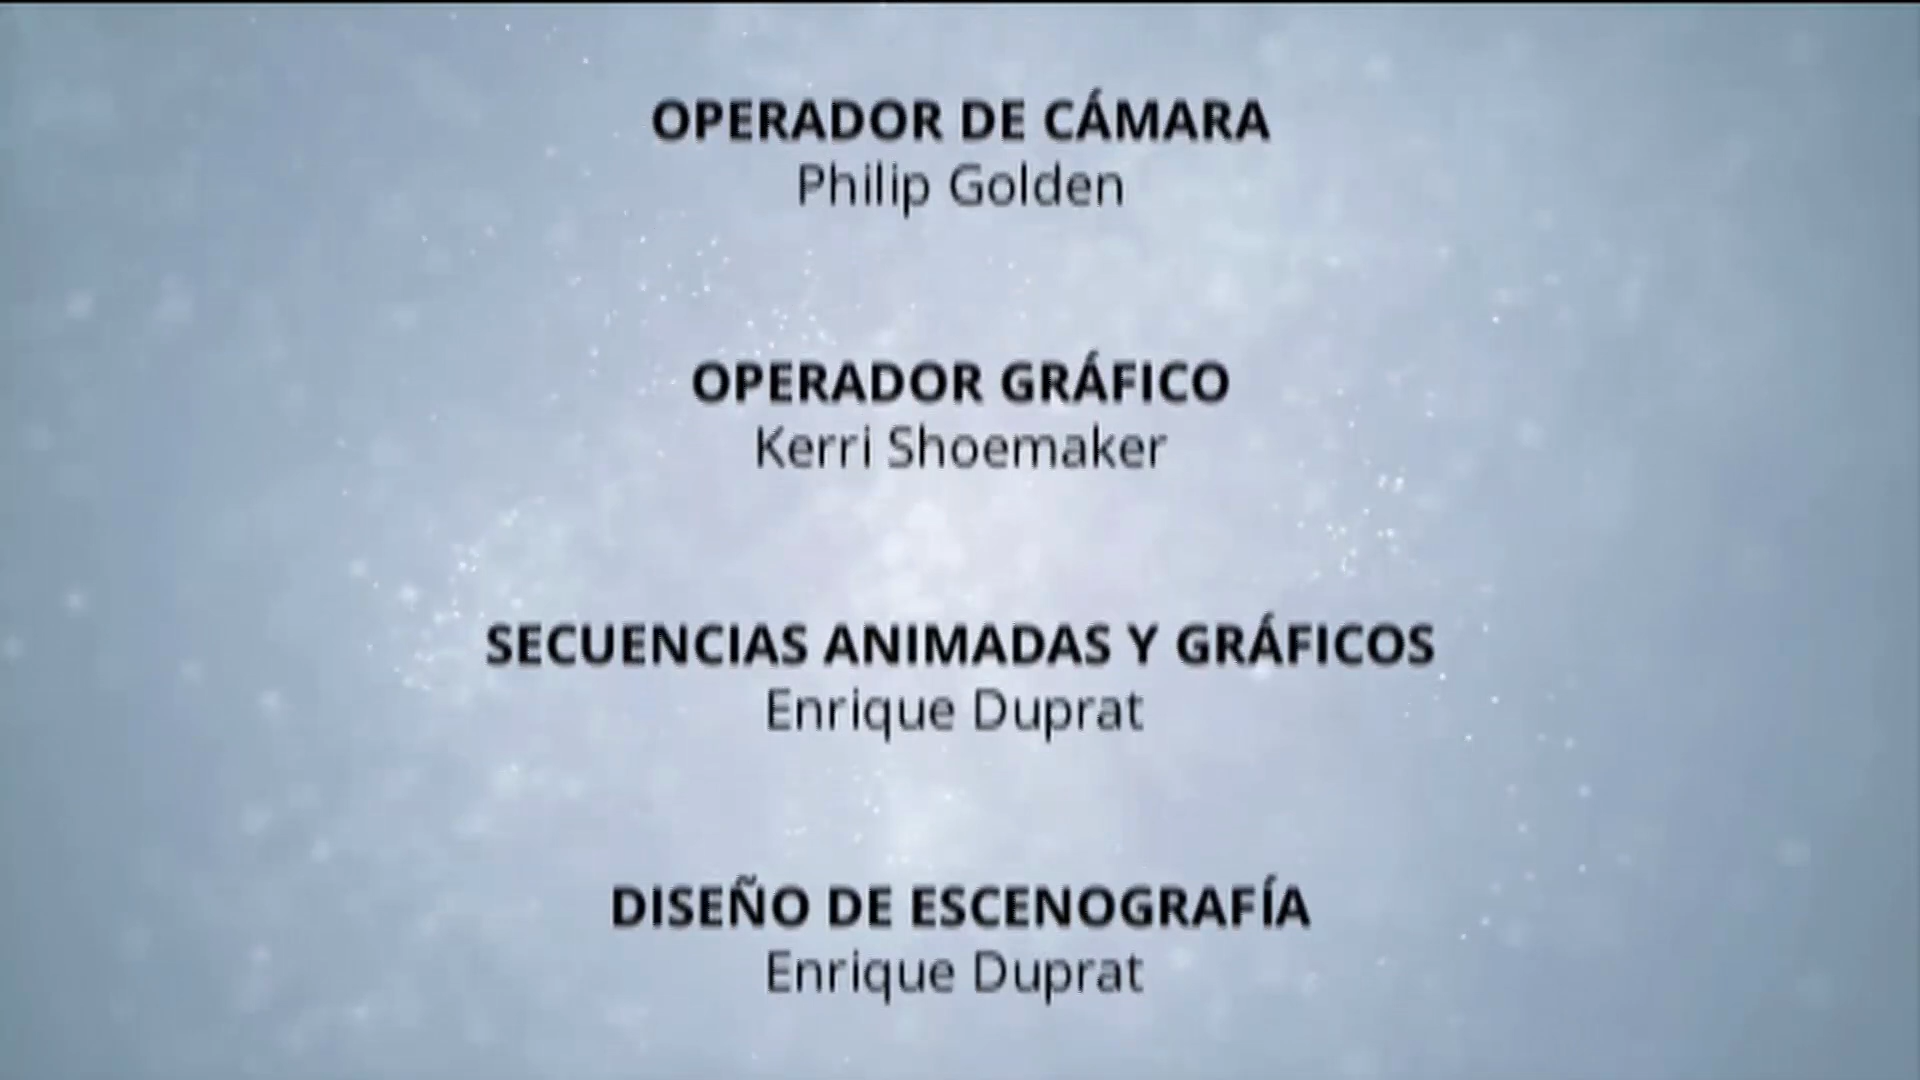 OPERADOR DE CÁMARA
Philip Golden
OPERADOR GRÁFICO
Kerri Shoemaker
SECUENCIAS ANIMADAS Y GRÁFICOS
Enrique Duprat
DISEÑO DE ESCENOGRAFÍA
Enrique Duprat